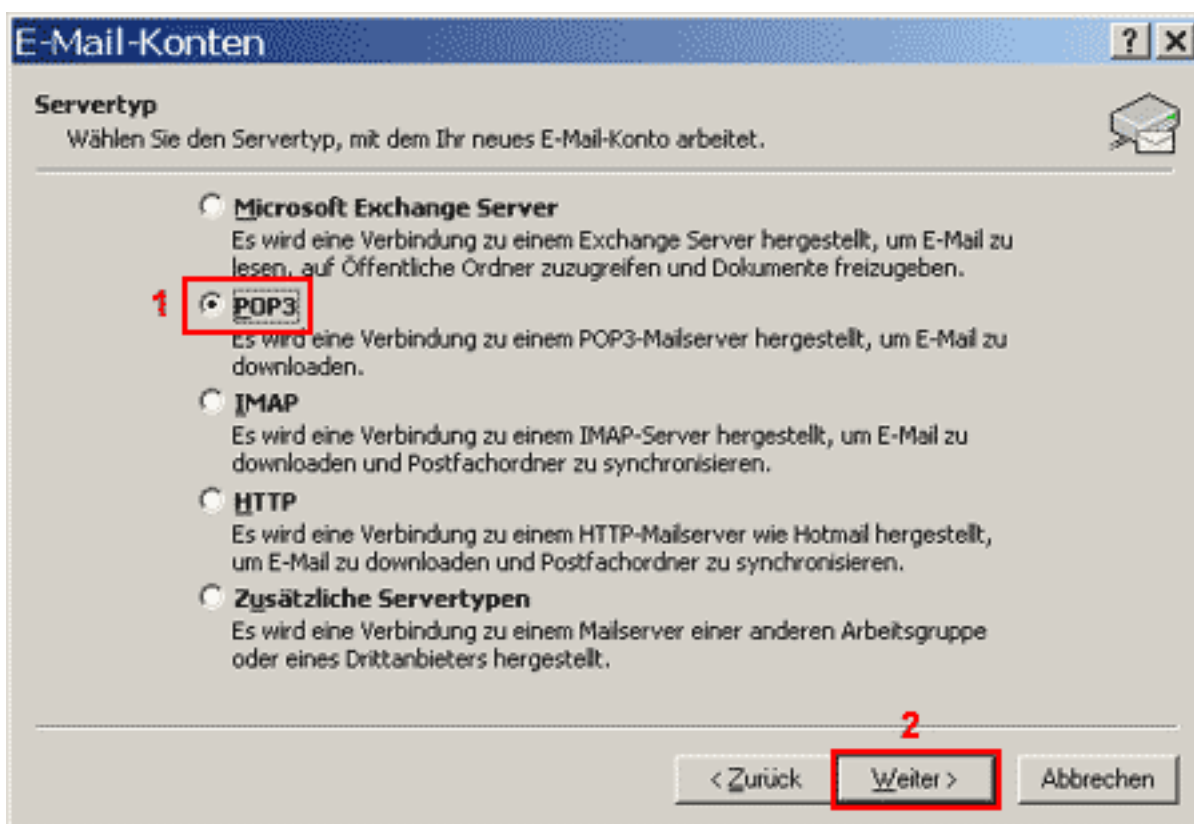 E-Mail-Konten
Servertyp
Wählen Sie den Servertyp, mit dem Ihr neues E-Mail-Konto arbeitet.
Microsoft Exchange Server
Es wird eine Verbindung zu einem Exchange Server hergestellt, um E-Mail zu
lesen, auf Öffentliche Ordner zuzugreifen und Dokumente freizugeben.
1 POP3
Es wird eine Verbindung zu einem POP3-Mailserver hergestellt, um E-Mail zu
downloaden.
IMAP
Es wird eine Verbindung zu einem IMAP-Server hergestellt, um E-Mail zu
downloaden und Postfachordner zu synchronisieren.
HTTP
Es wird eine Verbindung zu einem HTTP-Mailserver wie Hotmail hergestellt,
um E-Mail zu downloaden und Postfachordner zu synchronisieren.
Zusätzliche Servertypen
Es wird eine Verbindung zu einem Mailserver einer anderen Arbeitsgruppe
oder eines Drittanbieters hergestellt.
2
< Zurück Weiter > Abbrechen